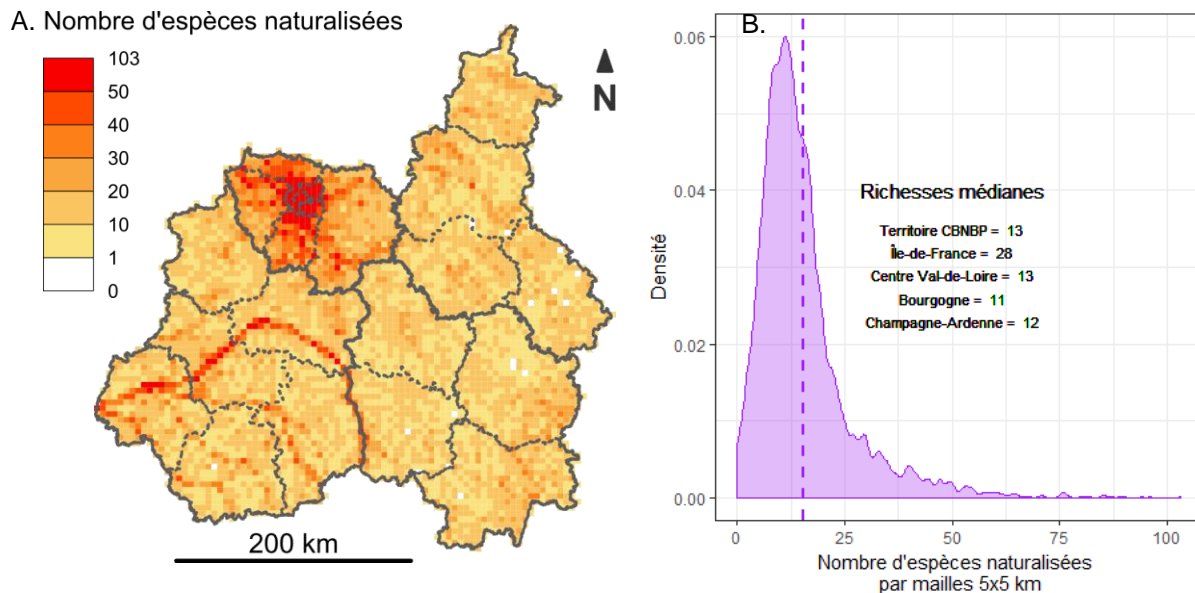 A. Nombre d'espèces naturalisées
103
50
40
30
20
10
1
0
N
200 km
B.
0.06
0.04
0.02
0.00
Densité
Richesses médianes
Territoire CBNBP = 13
Île-de-France = 28
Centre Val-de-Loire = 13
Bourgogne = 11
Champagne-Ardenne = 12
0 25 50 75 100
Nombre d'espèces naturalisées
par mailles 5x5 km